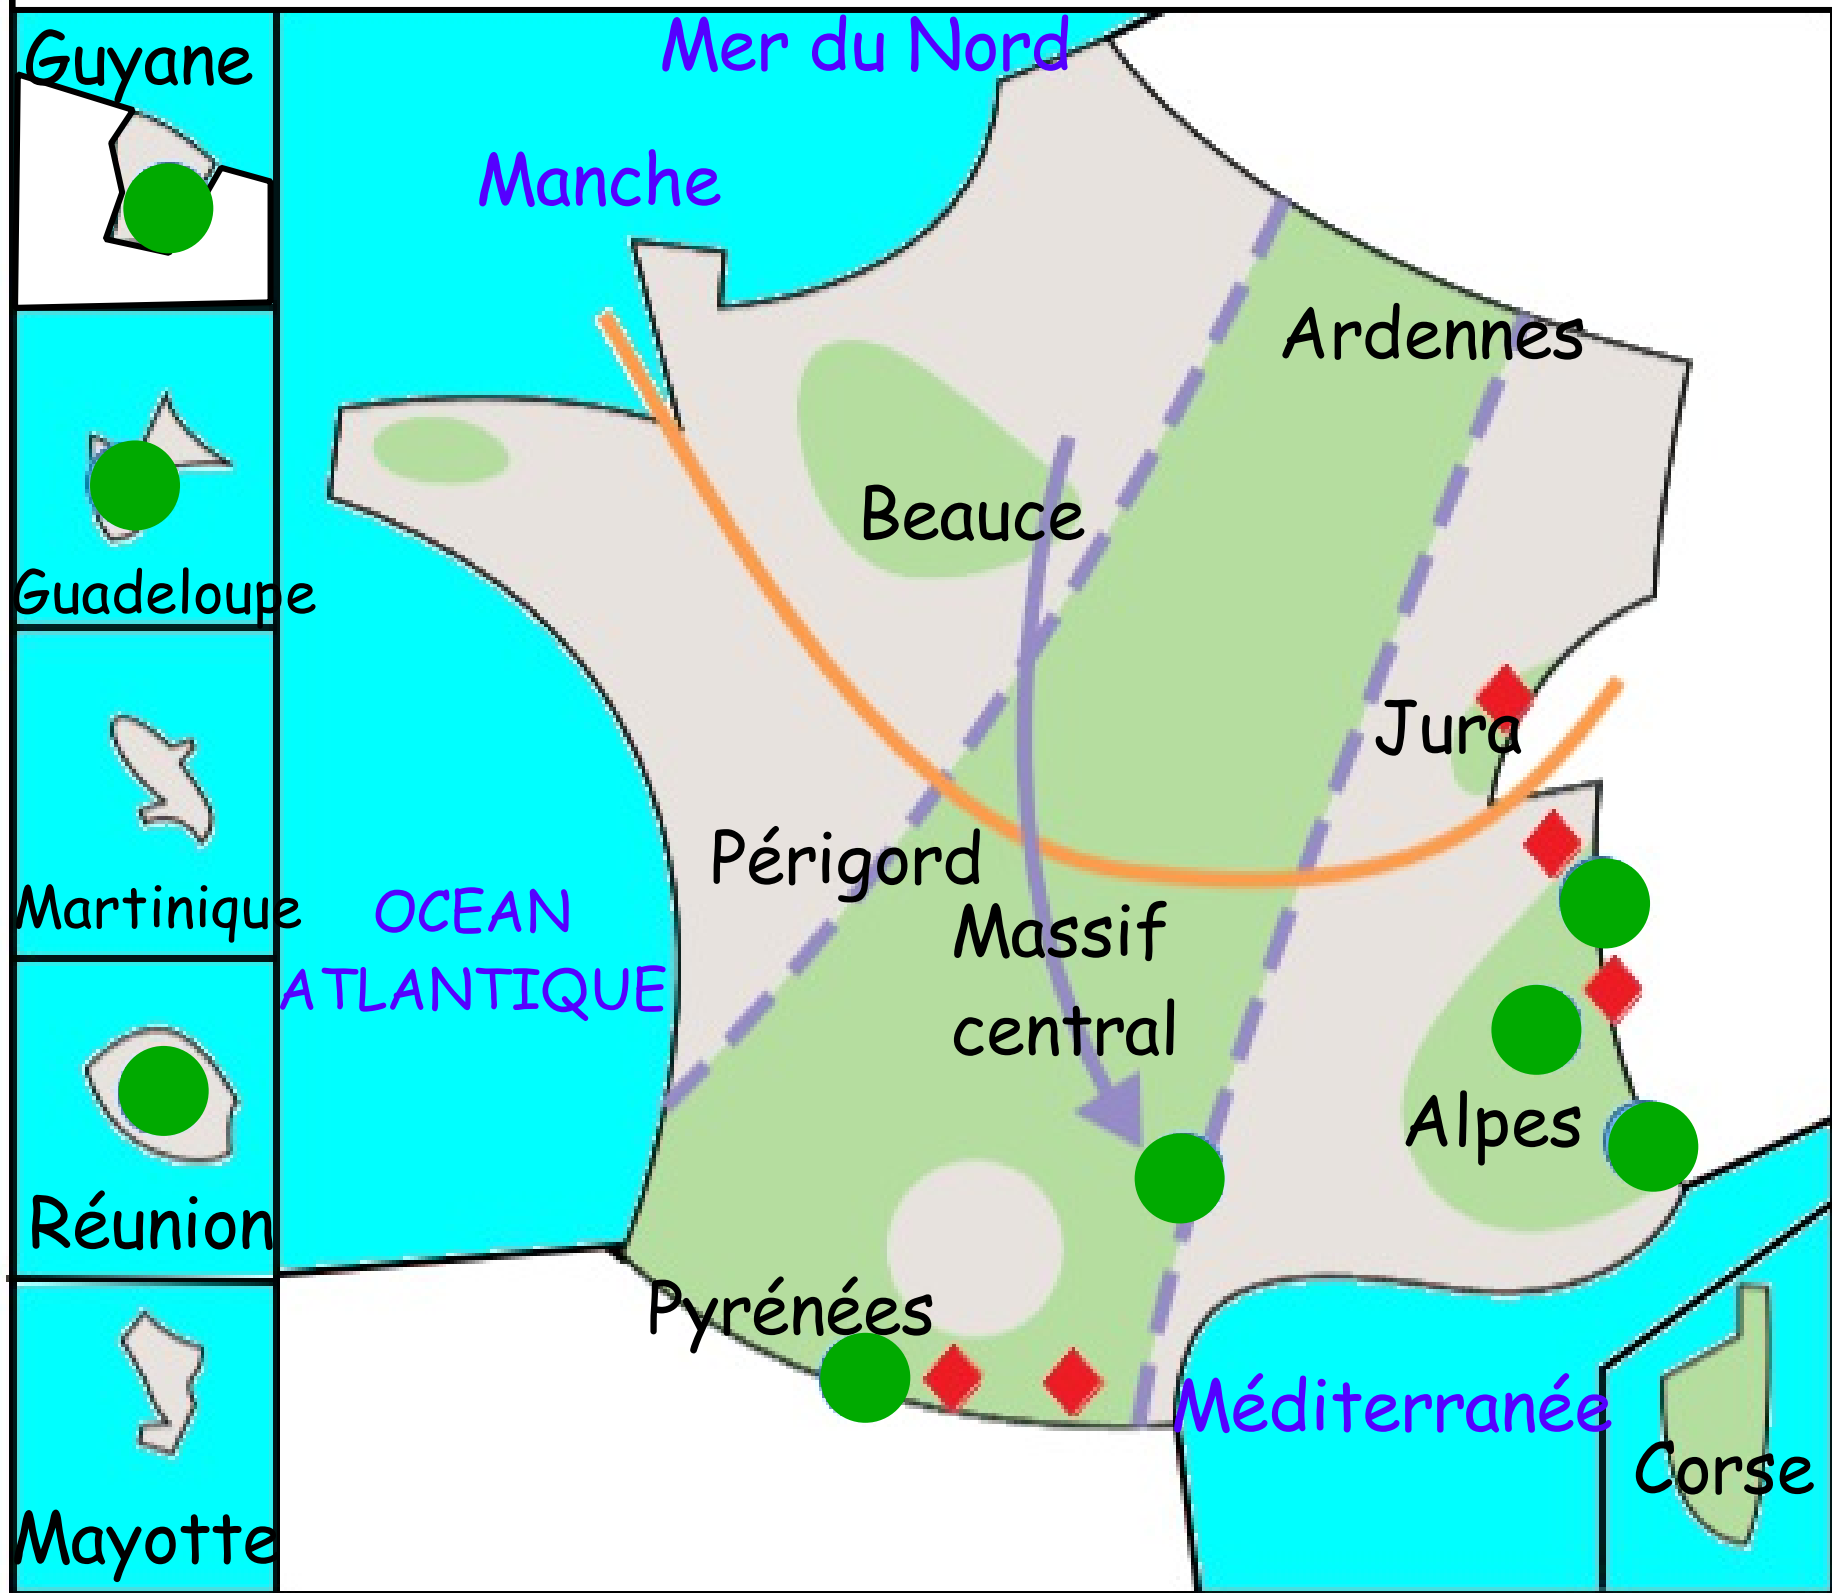 Mer du Nord
Guyane
Manche
Ardennes
Beauce
Guadeloupe
Jura
Périgord
Martinique
OCEAN
ATLANTIQUE
Massif
central
Alpes
Réunion
Pyrénées
Méditerranée
Corse
Mayotte